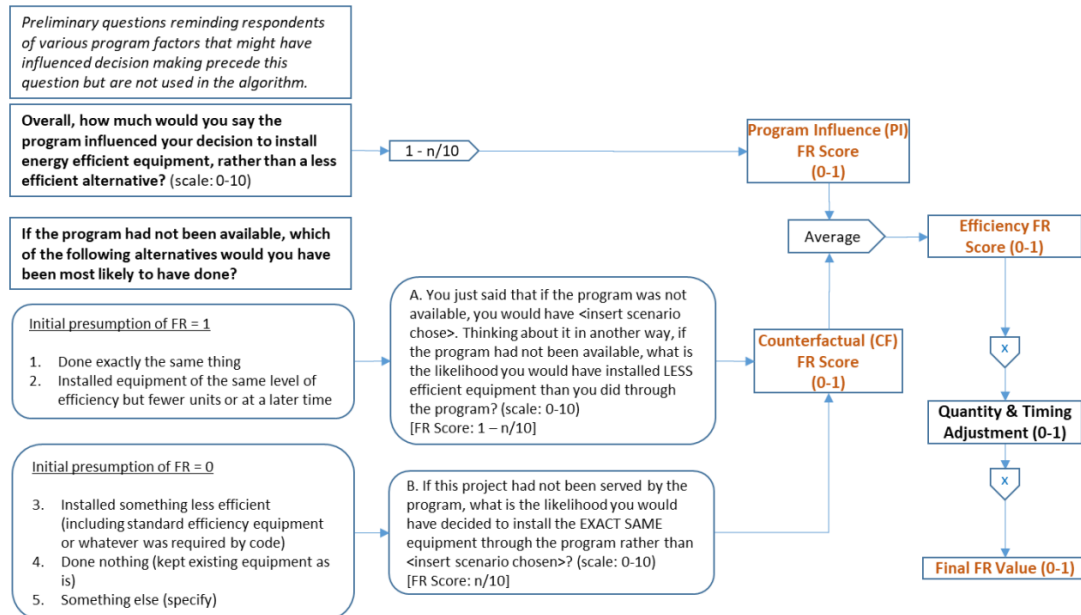 Preliminary questions reminding respondents
of various program factors that might have
influenced decision making precede this
question but are not used in the algorithm.
Overall, how much would you say the
program influenced your decision to install
energy efficient equipment, rather than a less
efficient alternative? (scale: 0-10)
1 - n/10
Program Influence (PI)
FR Score
(0-1)
If the program had not been available, which
of the following alternatives would you have
been most likely to have done?
Average
Efficiency FR
Score (0-1)
Initial presumption of FR = 1
1. Done exactly the same thing
2. Installed equipment of the same level of
efficiency but fewer units or at a later time
A. You just said that if the program was not
available, you would have <insert scenario
chose>. Thinking about it in another way, if
the program had not been available, what is
the likelihood you would have installed LESS
efficient equipment than you did through
the program? (scale: 0-10)
[FR Score: 1 – n/10]
Counterfactual (CF)
FR Score
(0-1)
x
Quantity & Timing
Adjustment (0-1)
x
Initial presumption of FR = 0
3. Installed something less efficient
(including standard efficiency equipment
or whatever was required by code)
4. Done nothing (kept existing equipment as
is)
5. Something else (specify)
B. If this project had not been served by the
program, what is the likelihood you would
have decided to install the EXACT SAME
equipment through the program rather than
<insert scenario chosen>? (scale: 0-10)
[FR Score: n/10]
Final FR Value (0-1)